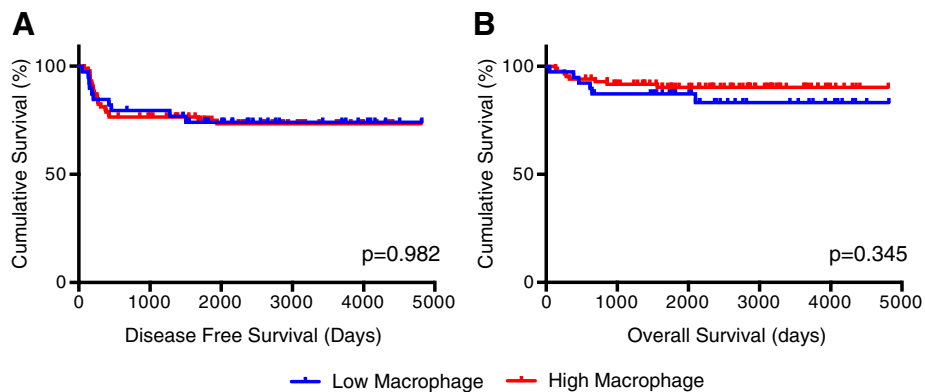 A
Cumulative Survival (%)
100
50
0
0 1000 2000 3000 4000 5000
p=0.982
Disease Free Survival (Days)
B
Cumulative Survival (%)
100
50
0
0 1000 2000 3000 4000 5000
p=0.345
Overall Survival (days)
Low Macrophage High Macrophage